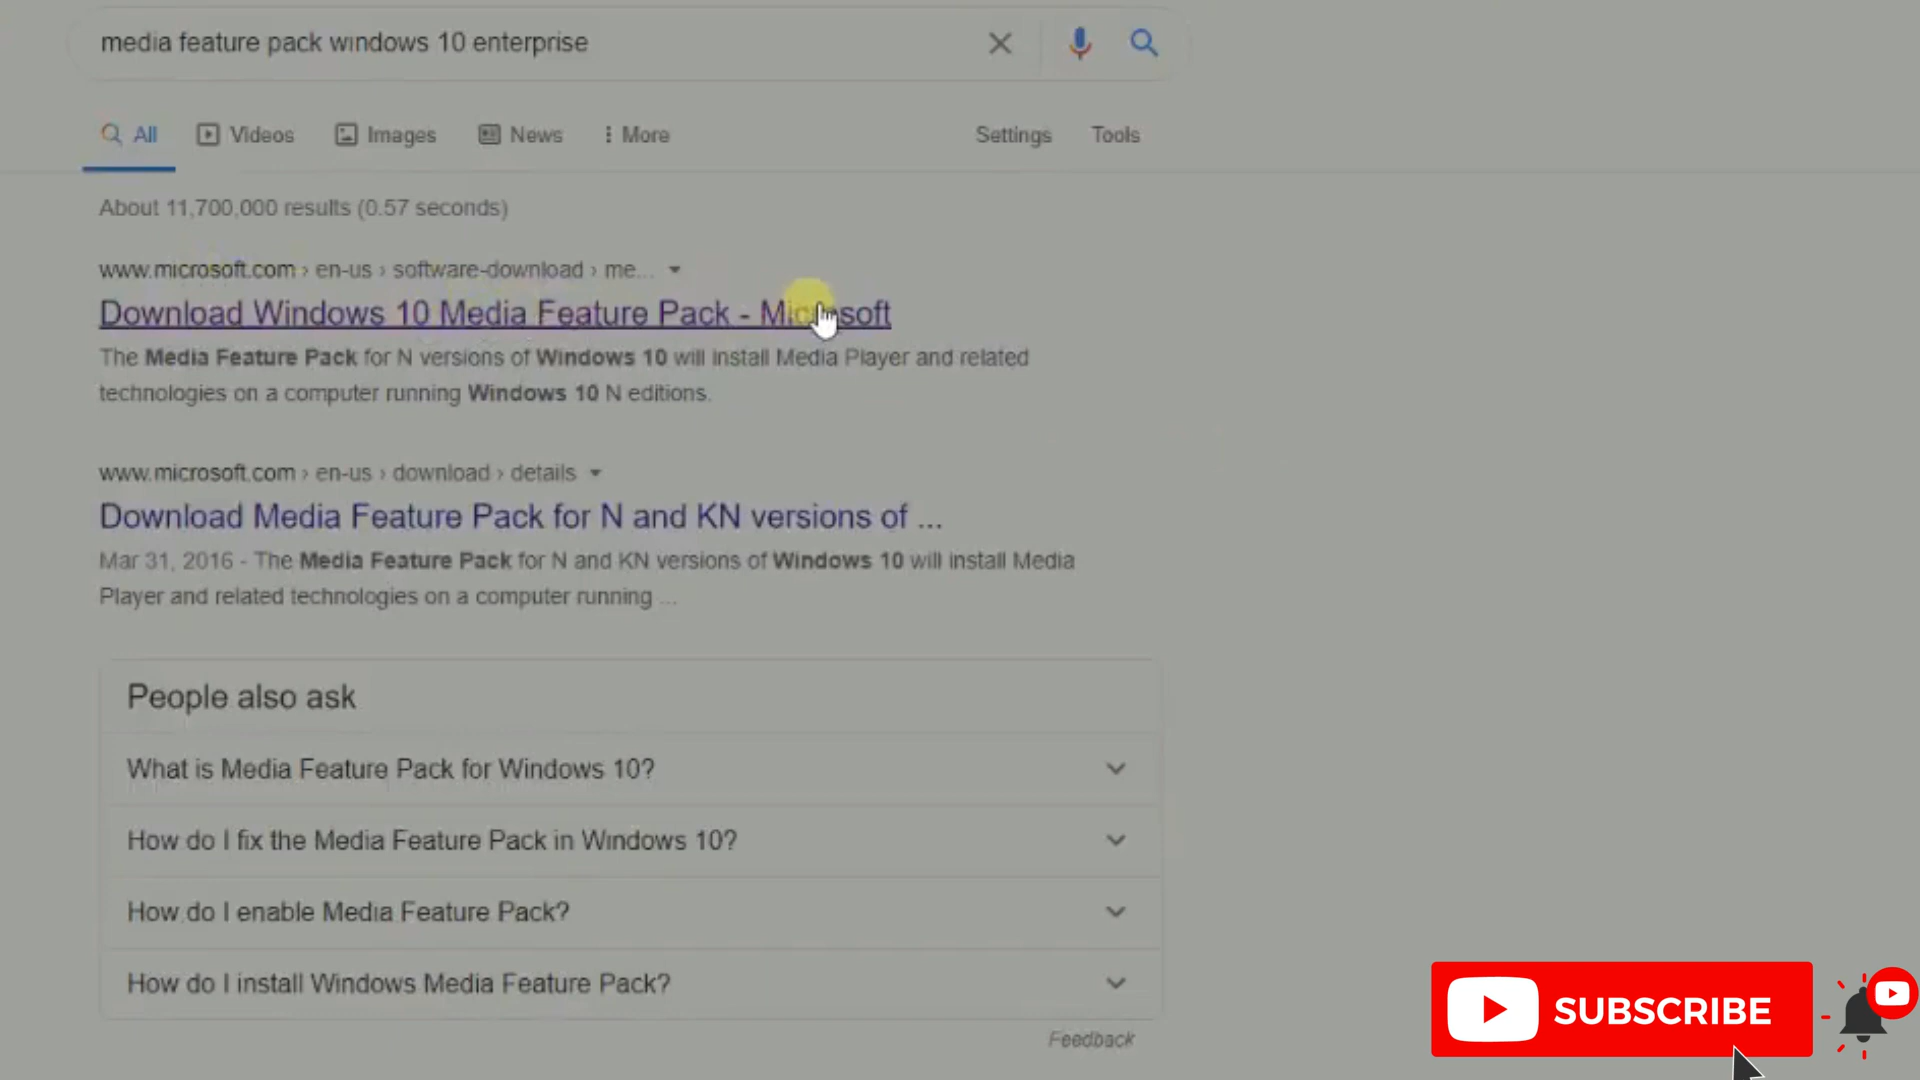 media feature pack windows 10 enterprise
All Videos Images News More Settings Tools
About 11,700,000 results (0.57 seconds)
www.microsoft.com › en-us › software-download › me...
Download Windows 10 Media Feature Pack - Microsoft
The Media Feature Pack for N versions of Windows 10 will install Media Player and related
technologies on a computer running Windows 10 N editions.
www.microsoft.com › en-us › download › details
Download Media Feature Pack for N and KN versions of ...
Mar 31, 2016 - The Media Feature Pack for N and KN versions of Windows 10 will install Media
Player and related technologies on a computer running ...
People also ask
What is Media Feature Pack for Windows 10?
How do I fix the Media Feature Pack in Windows 10?
How do I enable Media Feature Pack?
How do I install Windows Media Feature Pack?
Feedback
SUBSCRIBE